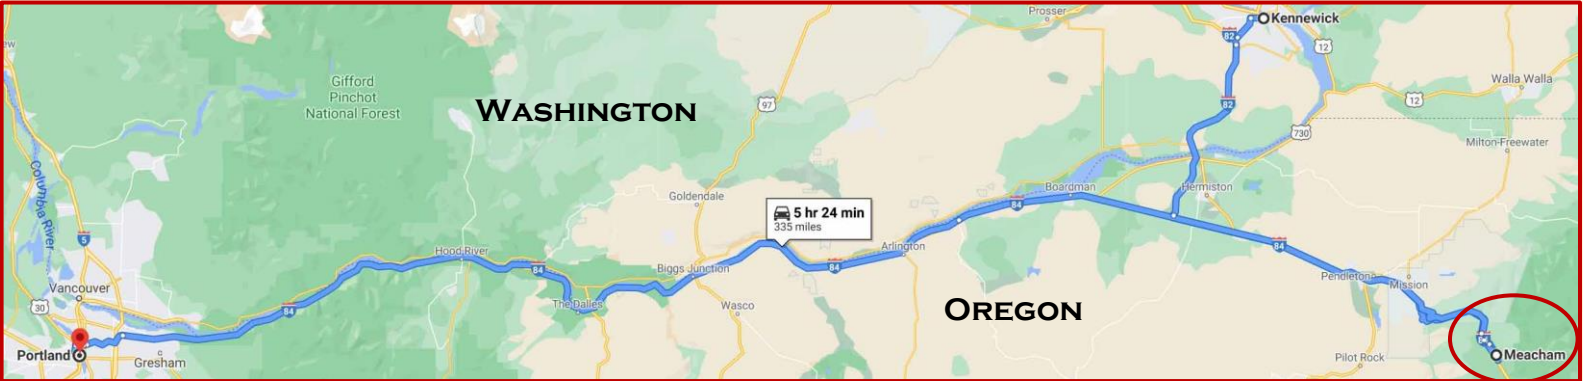 Prosser
Kennewick
82
12
82
Gifford
Pinchot
National Forest
WASHINGTON
97
Walla Walla
12
730
Milton-Freewater
Columbia River
5
Goldendale
5 hr 24 min
335 miles
Boardman
Hermiston
84
Hood River
84
Biggs Junction
Arlington
84
84
30
Vancouver
84
The Dalles
Wasco
OREGON
Pendleton
Mission
Portland
Gresham
Pilot Rock
Meacham